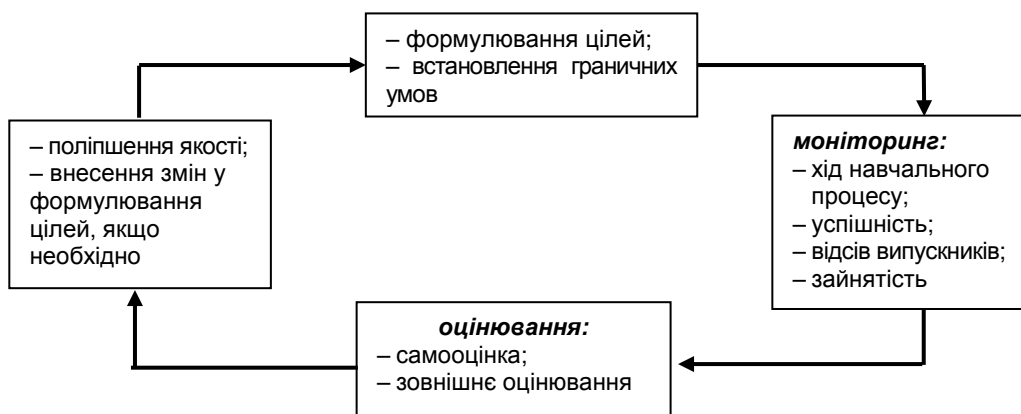 – формулювання цілей;
– встановлення граничних
умов
– поліпшення якості;
– внесення змін у
формулювання
цілей, якщо
необхідно
моніторинг:
– хід навчального
процесу;
– успішність;
– відсів випускників;
– зайнятість
оцінювання:
– самооцінка;
– зовнішнє оцінювання